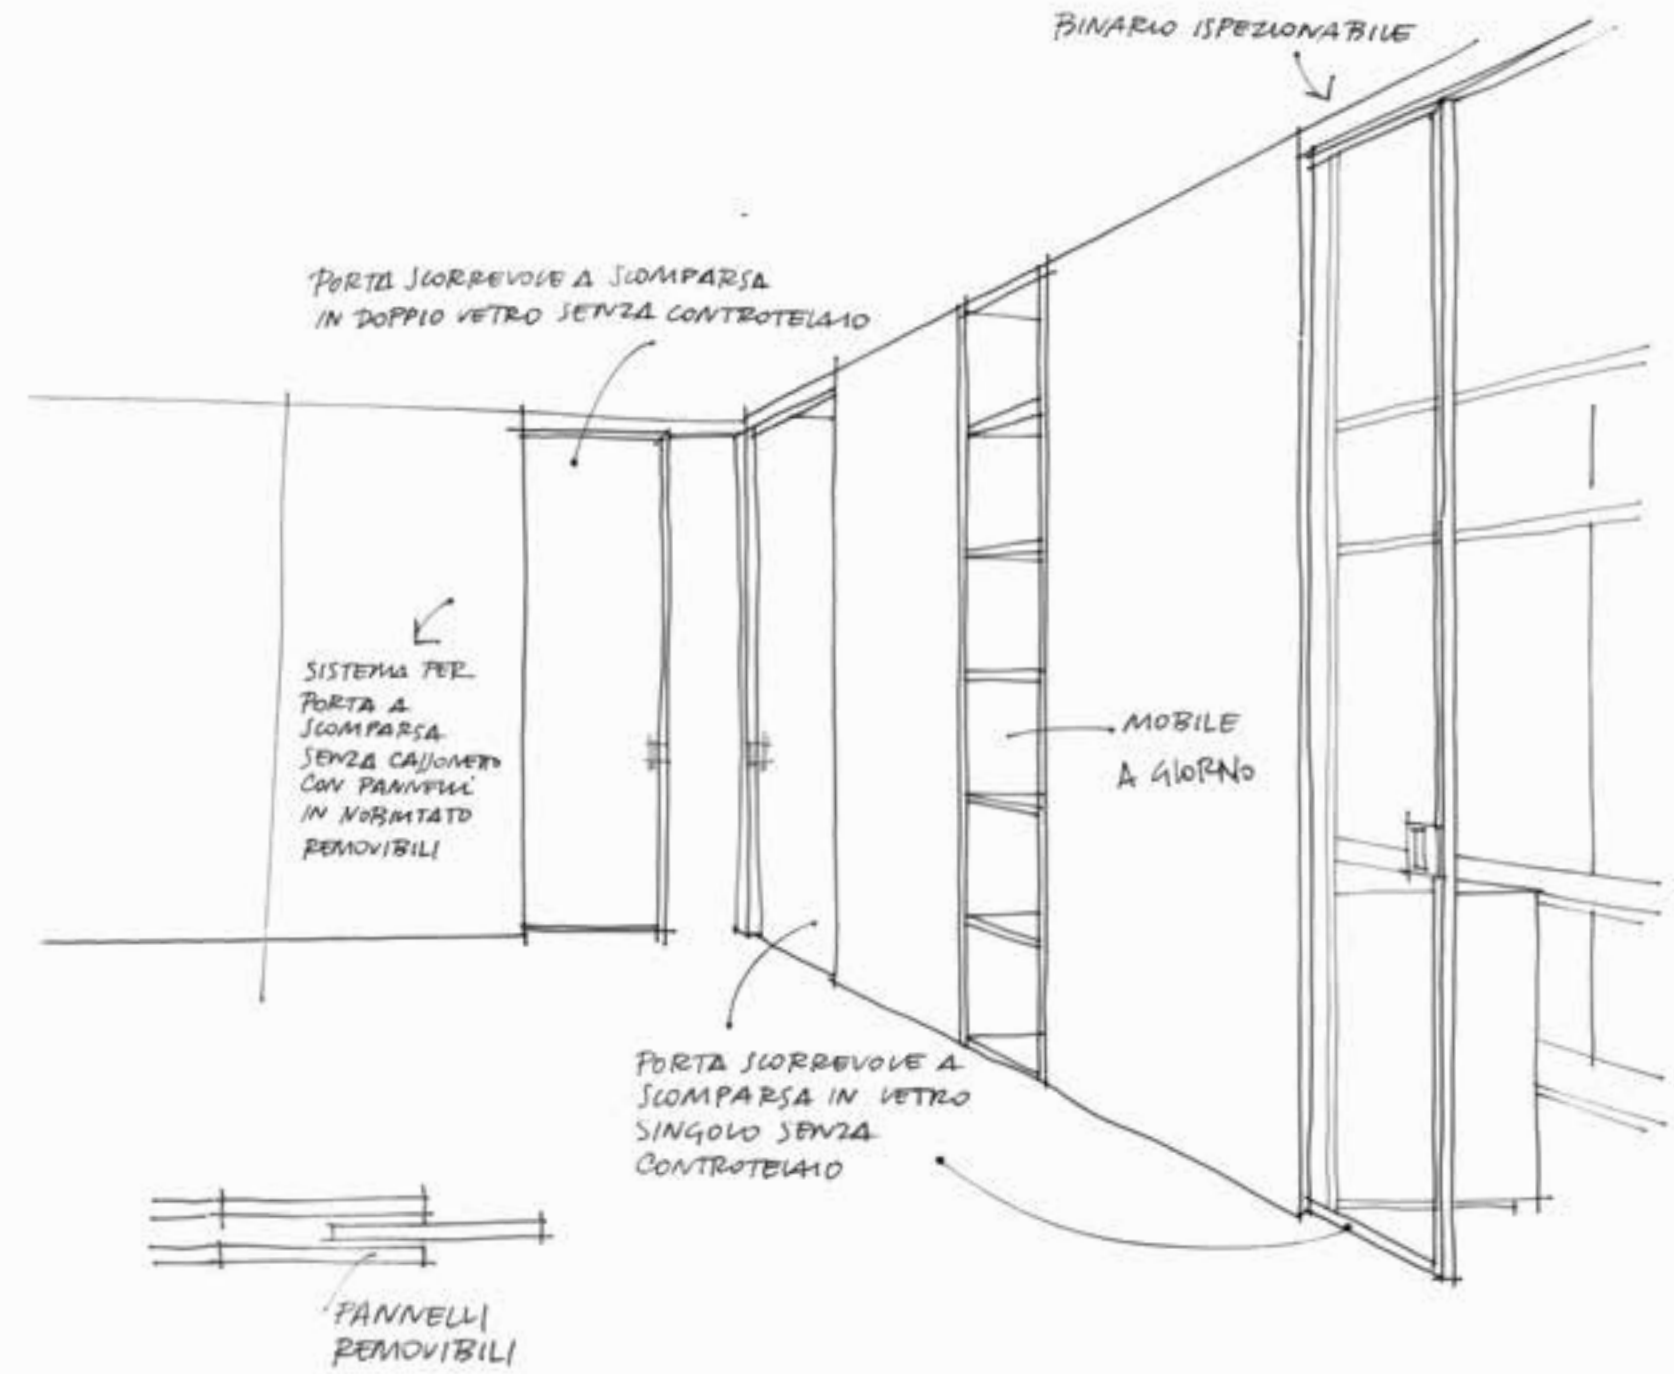 BINARIO ISPEZIONABILE
PORTA SCORREVOLE A SCOMPARSA
IN DOPPIO VETRO SENZA CONTROTELAIO
SISTEMA PER
PORTA A
SCOMPARSA
SENZA CASSONETTO
CON PANNELLI
IN NOBILITATO
REMOVIBILI
MOBILE
A GIORNO
PORTA SCORREVOLE A
SCOMPARSA IN VETRO
SINGOLO SENZA
CONTROTELAIO
PANNELLI
REMOVIBILI